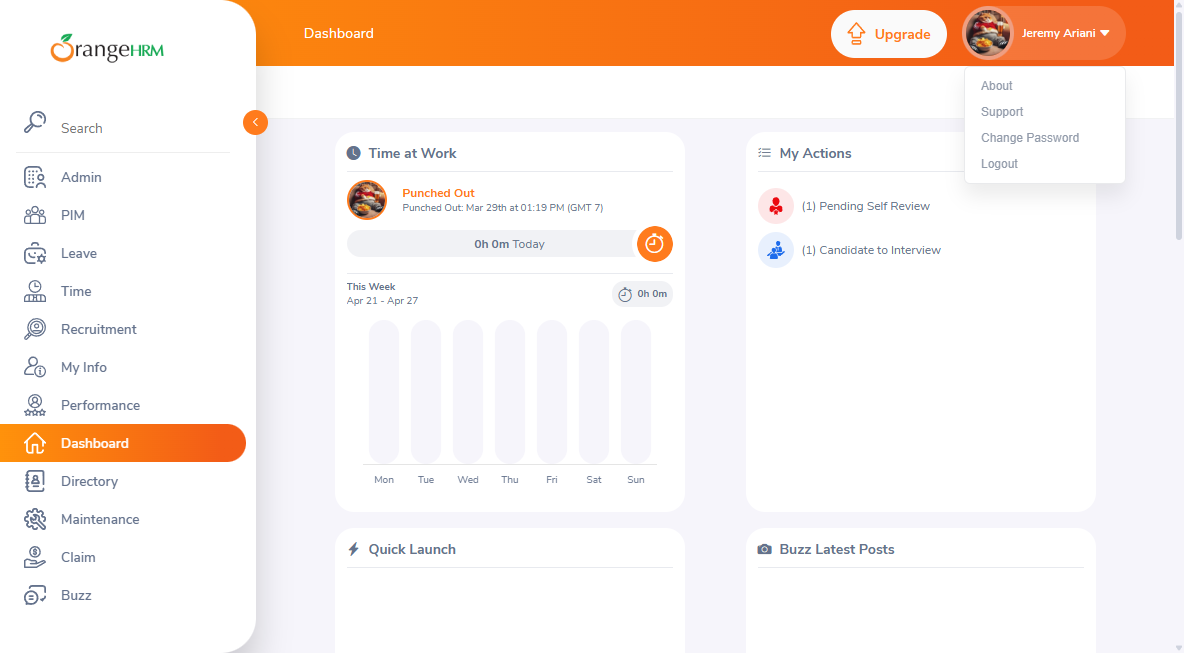 OrangeHRM
Dashboard
Upgrade
Jeremy Ariani
About
Support
Change Password
Logout
Search
Admin
PIM
Leave
Time
Recruitment
My Info
Performance
Dashboard
Directory
Maintenance
Claim
Buzz
Time at Work
Punched Out
Punched Out: Mar 29th at 01:19 PM (GMT 7)
0h 0m Today
This Week
Apr 21 - Apr 27
0h 0m
Mon Tue Wed Thu Fri Sat Sun
My Actions
(1) Pending Self Review
(1) Candidate to Interview
Quick Launch
Buzz Latest Posts